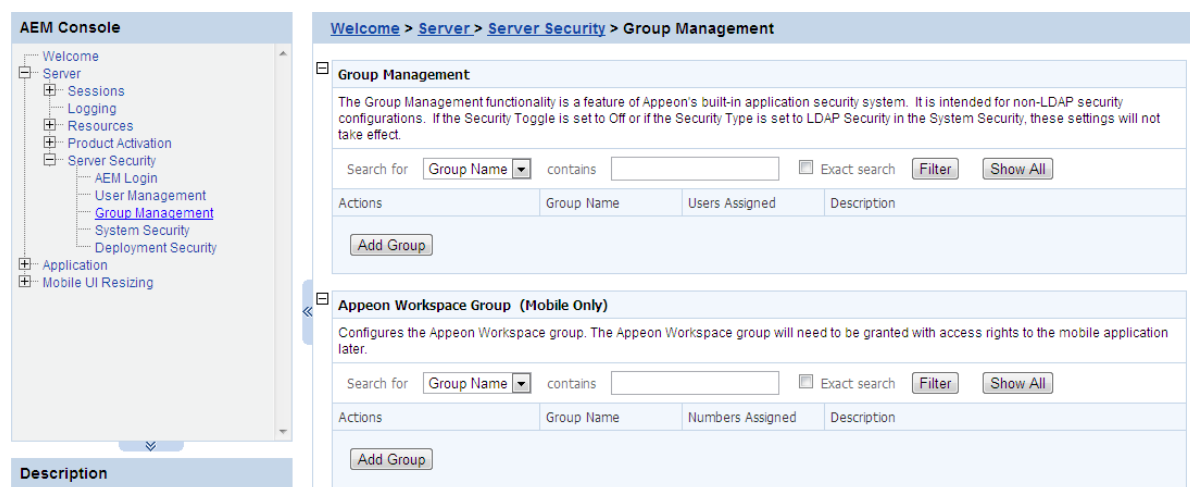 AEM Console
Welcome
Server
Sessions
Logging
Resources
Product Activation
Server Security
AEM Login
User Management
Group Management
System Security
Deployment Security
Application
Mobile UI Resizing
Description
Welcome > Server > Server Security > Group Management
Group Management
The Group Management functionality is a feature of Appeon's built-in application security system. It is intended for non-LDAP security
configurations. If the Security Toggle is set to Off or if the Security Type is set to LDAP Security in the System Security, these settings will not
take effect.
Search for Group Name contains Exact search Filter Show All
Actions Group Name Users Assigned Description
Add Group
Appeon Workspace Group (Mobile Only)
Configures the Appeon Workspace group. The Appeon Workspace group will need to be granted with access rights to the mobile application
later.
Search for Group Name contains Exact search Filter Show All
Actions Group Name Numbers Assigned Description
Add Group